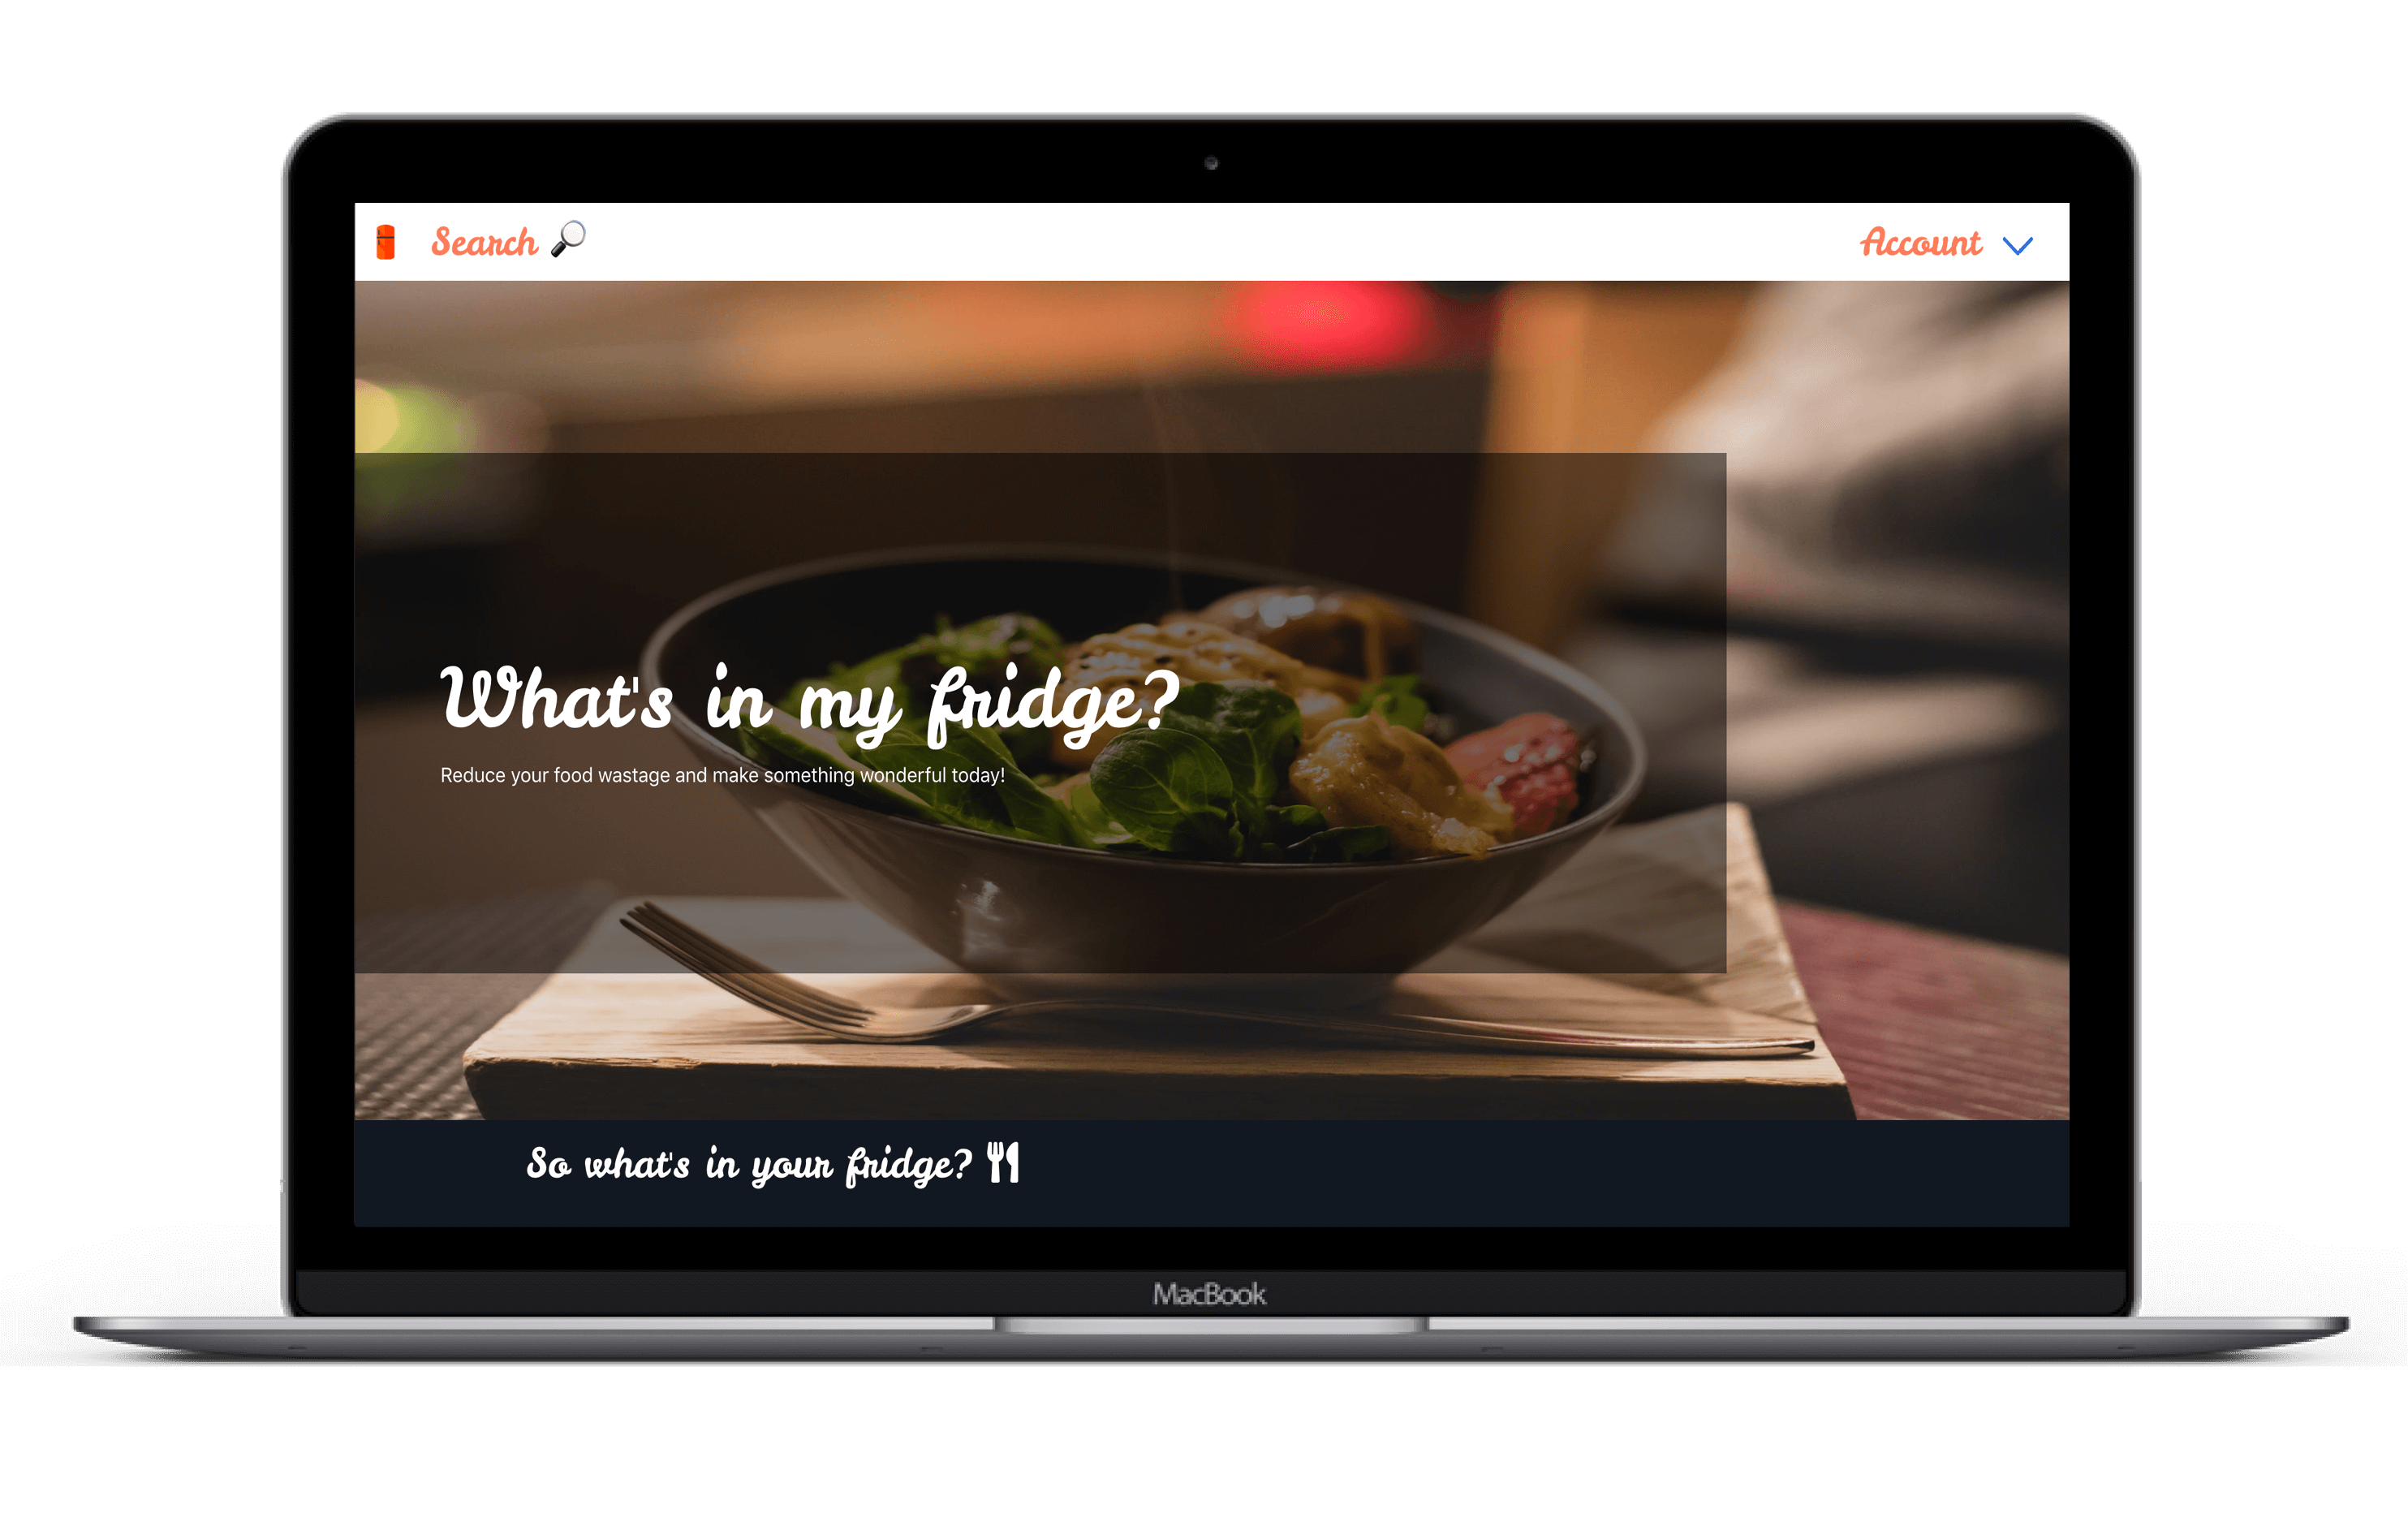 Search
Account
What's in my fridge?
Reduce your food wastage and make something wonderful today!
So what's in your fridge?
MacBook